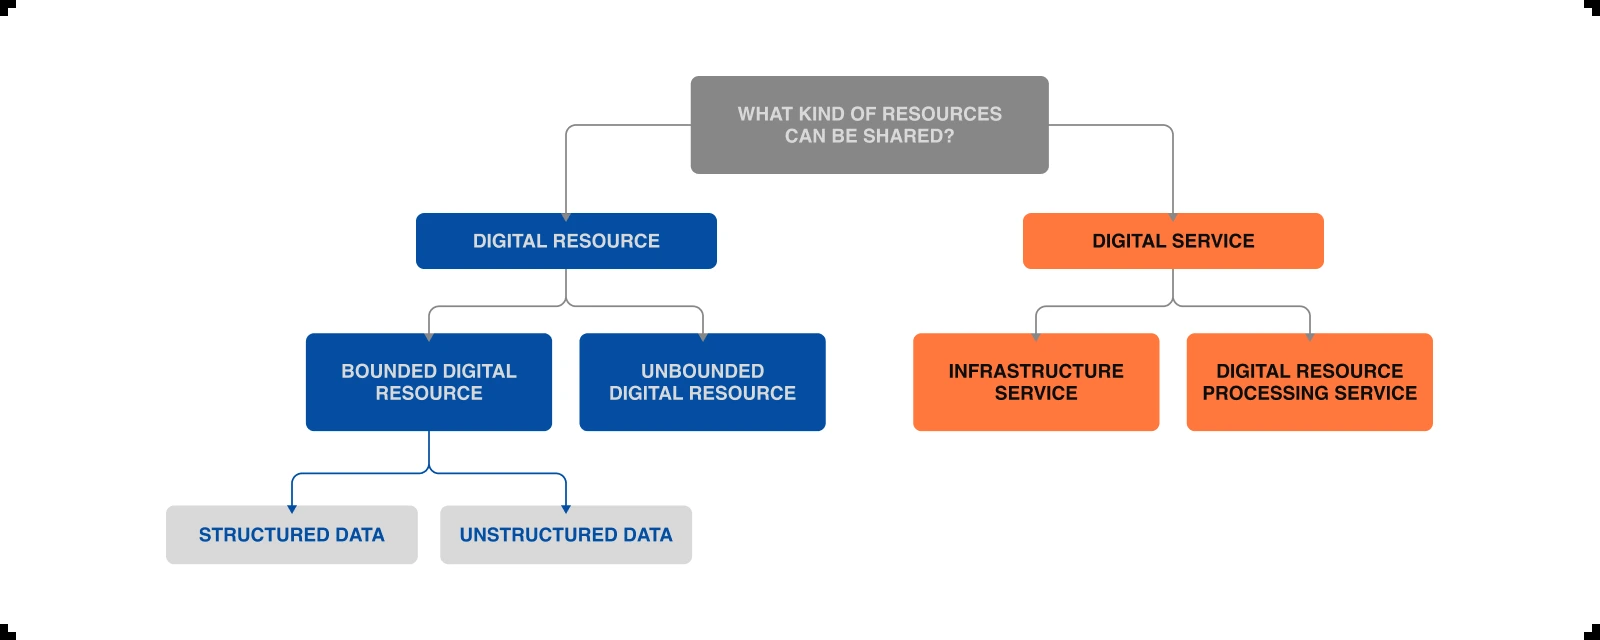 WHAT KIND OF RESOURCES
CAN BE SHARED?
DIGITAL RESOURCE
DIGITAL SERVICE
BOUNDED DIGITAL
RESOURCE
UNBOUNDED
DIGITAL RESOURCE
INFRASTRUCTURE
SERVICE
DIGITAL RESOURCE
PROCESSING SERVICE
STRUCTURED DATA
UNSTRUCTURED DATA